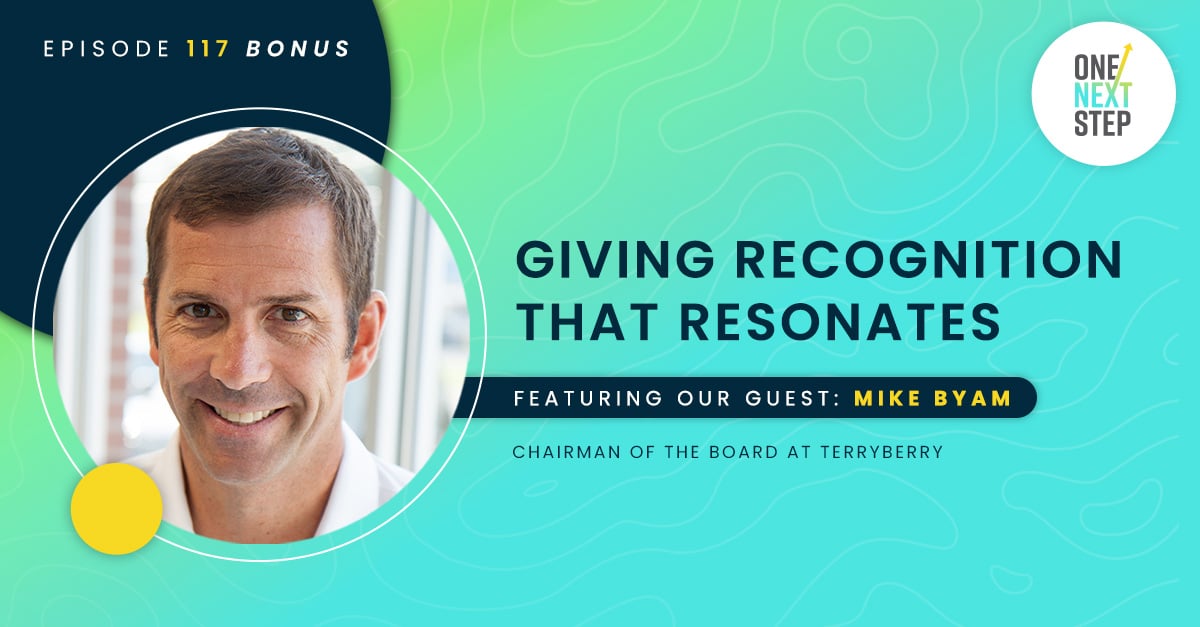 EPISODE 117 BONUS
ONE
NEXT
STEP
GIVING RECOGNITION
THAT RESONATES
FEATURING OUR GUEST: MIKE BYAM
CHAIRMAN OF THE BOARD AT TERRYBERRY